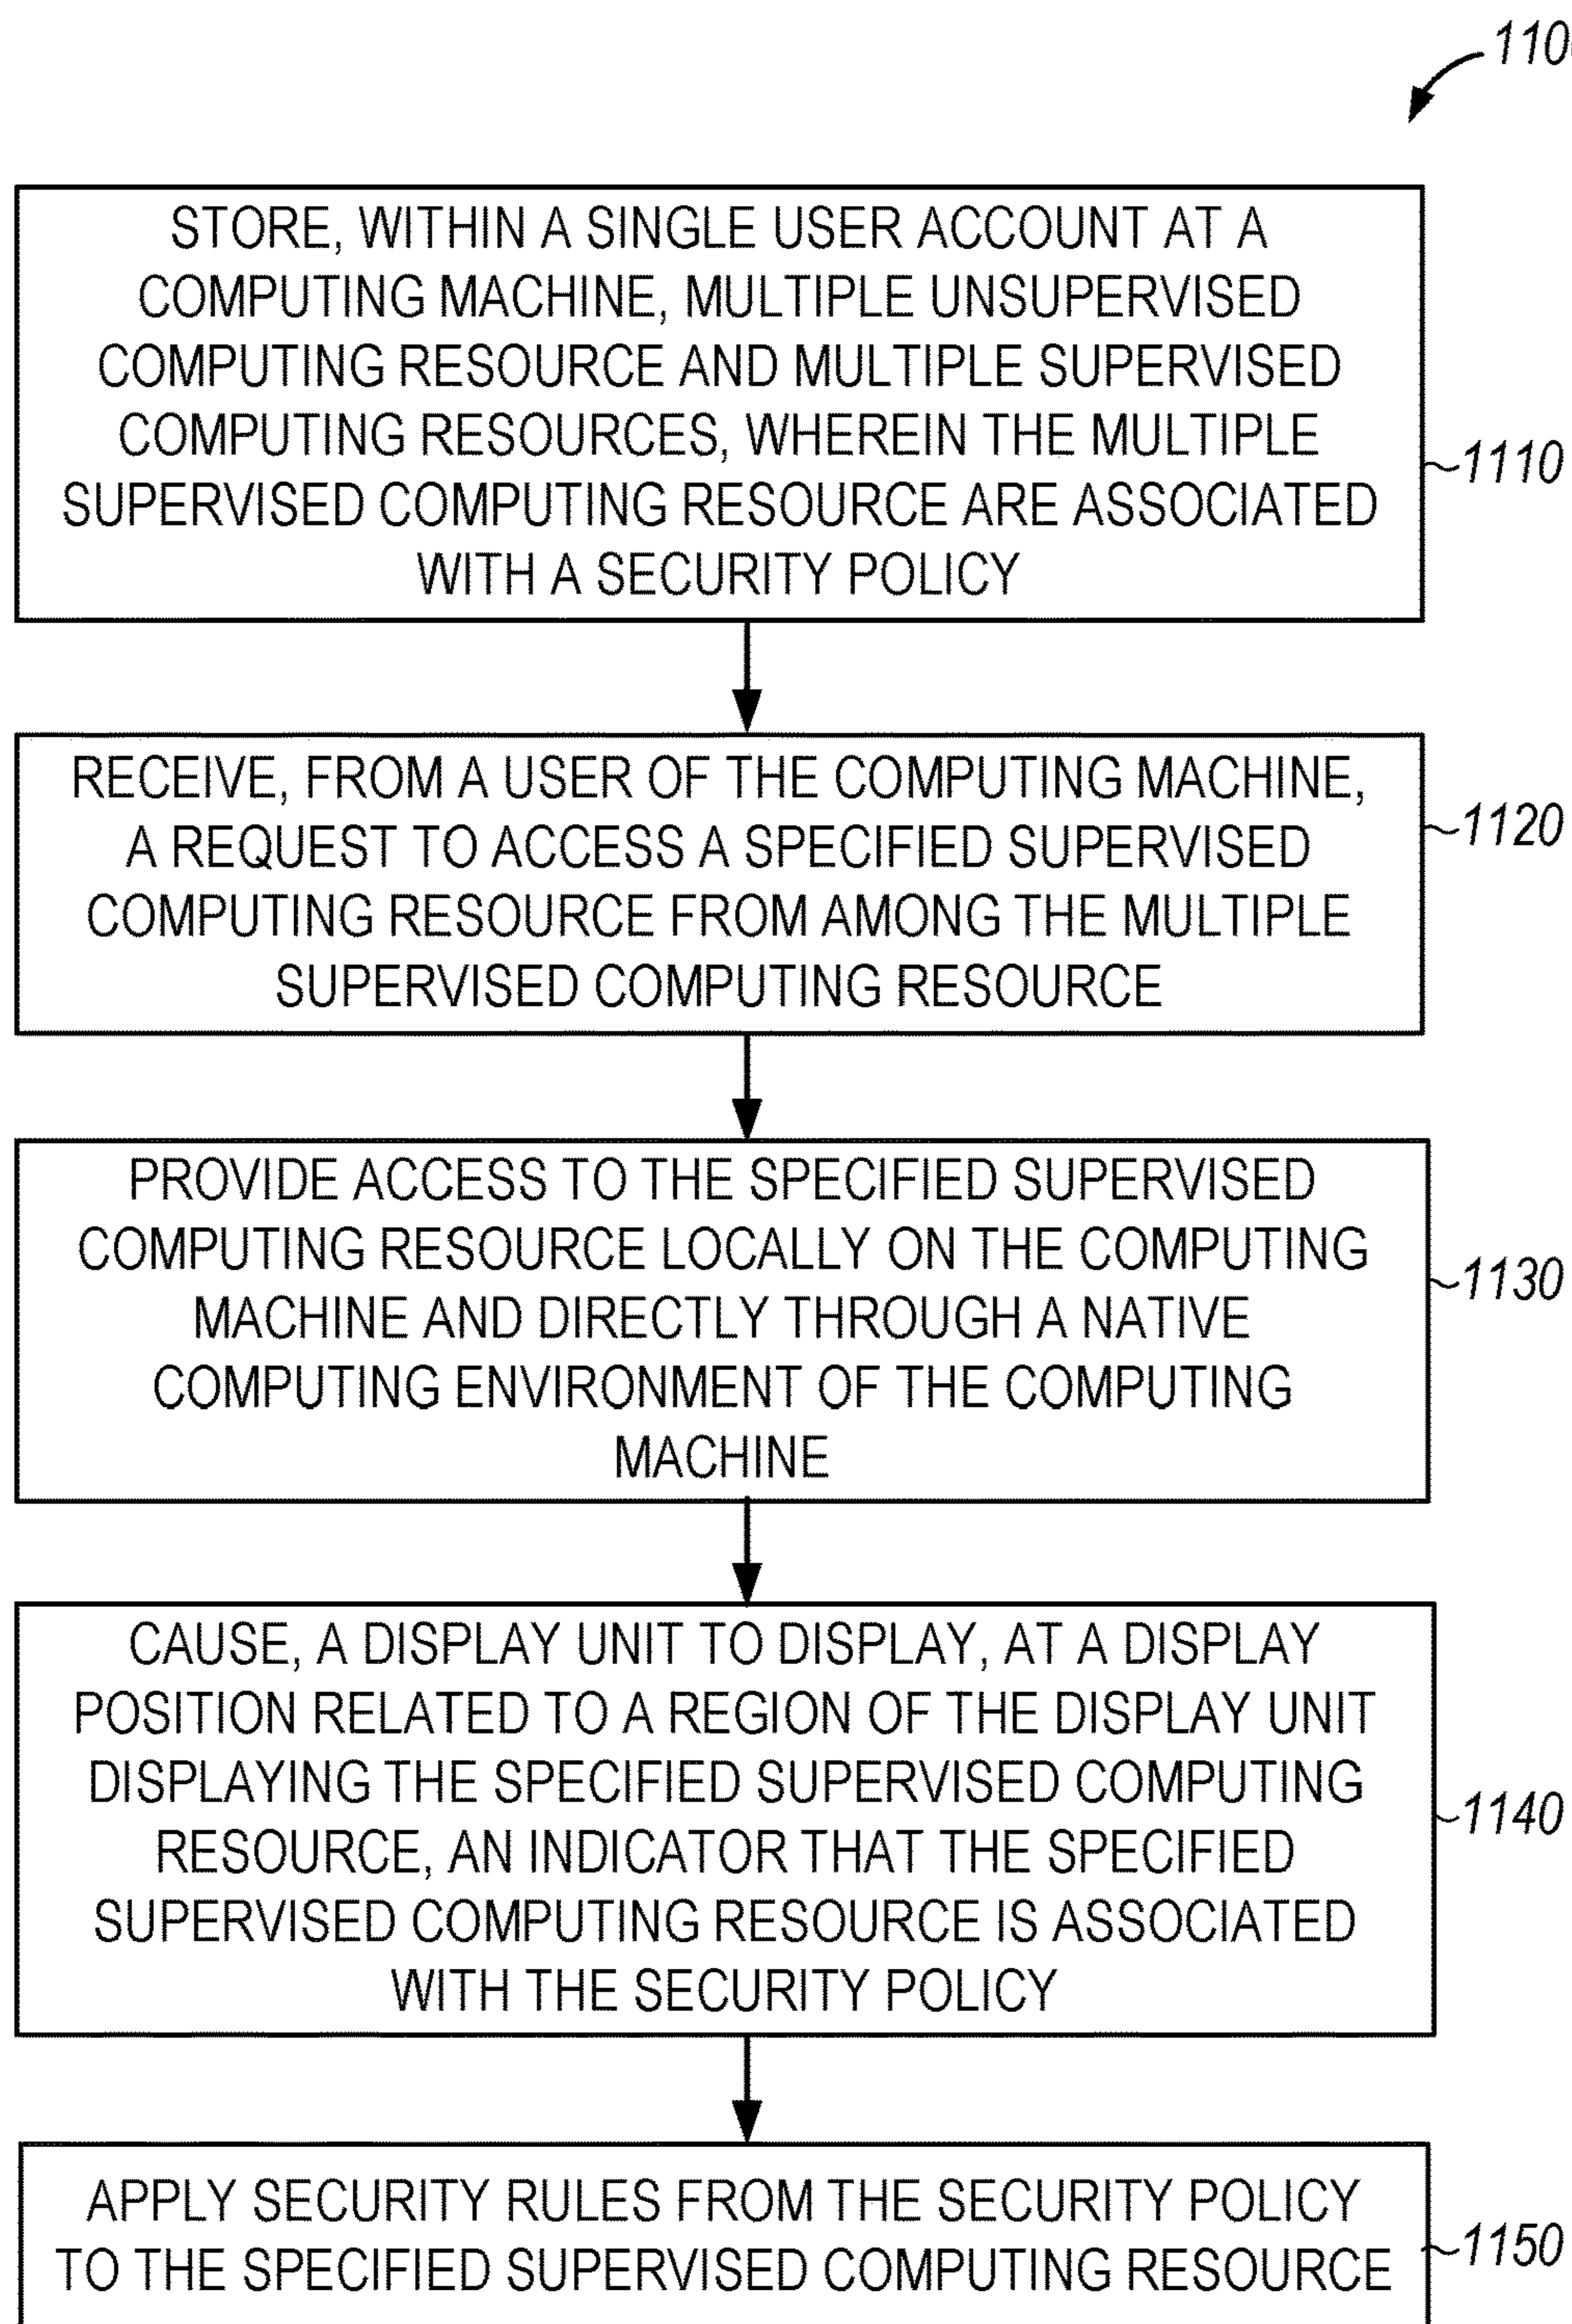 110
STORE, WITHIN A SINGLE USER ACCOUNT AT A
COMPUTING MACHINE, MULTIPLE UNSUPERVISED
COMPUTING RESOURCE AND MULTIPLE SUPERVISED
COMPUTING RESOURCES, WHEREIN THE MULTIPLE
SUPERVISED COMPUTING RESOURCE ARE ASSOCIATED
WITH A SECURITY POLICY
1110
RECEIVE, FROM A USER OF THE COMPUTING MACHINE,
A REQUEST TO ACCESS A SPECIFIED SUPERVISED
COMPUTING RESOURCE FROM AMONG THE MULTIPLE
SUPERVISED COMPUTING RESOURCE
1120
PROVIDE ACCESS TO THE SPECIFIED SUPERVISED
COMPUTING RESOURCE LOCALLY ON THE COMPUTING
MACHINE AND DIRECTLY THROUGH A NATIVE
COMPUTING ENVIRONMENT OF THE COMPUTING
MACHINE
1130
CAUSE, A DISPLAY UNIT TO DISPLAY, AT A DISPLAY
POSITION RELATED TO A REGION OF THE DISPLAY UNIT
DISPLAYING THE SPECIFIED SUPERVISED COMPUTING
RESOURCE, AN INDICATOR THAT THE SPECIFIED
SUPERVISED COMPUTING RESOURCE IS ASSOCIATED
WITH THE SECURITY POLICY
1140
APPLY SECURITY RULES FROM THE SECURITY POLICY
TO THE SPECIFIED SUPERVISED COMPUTING RESOURCE
1150